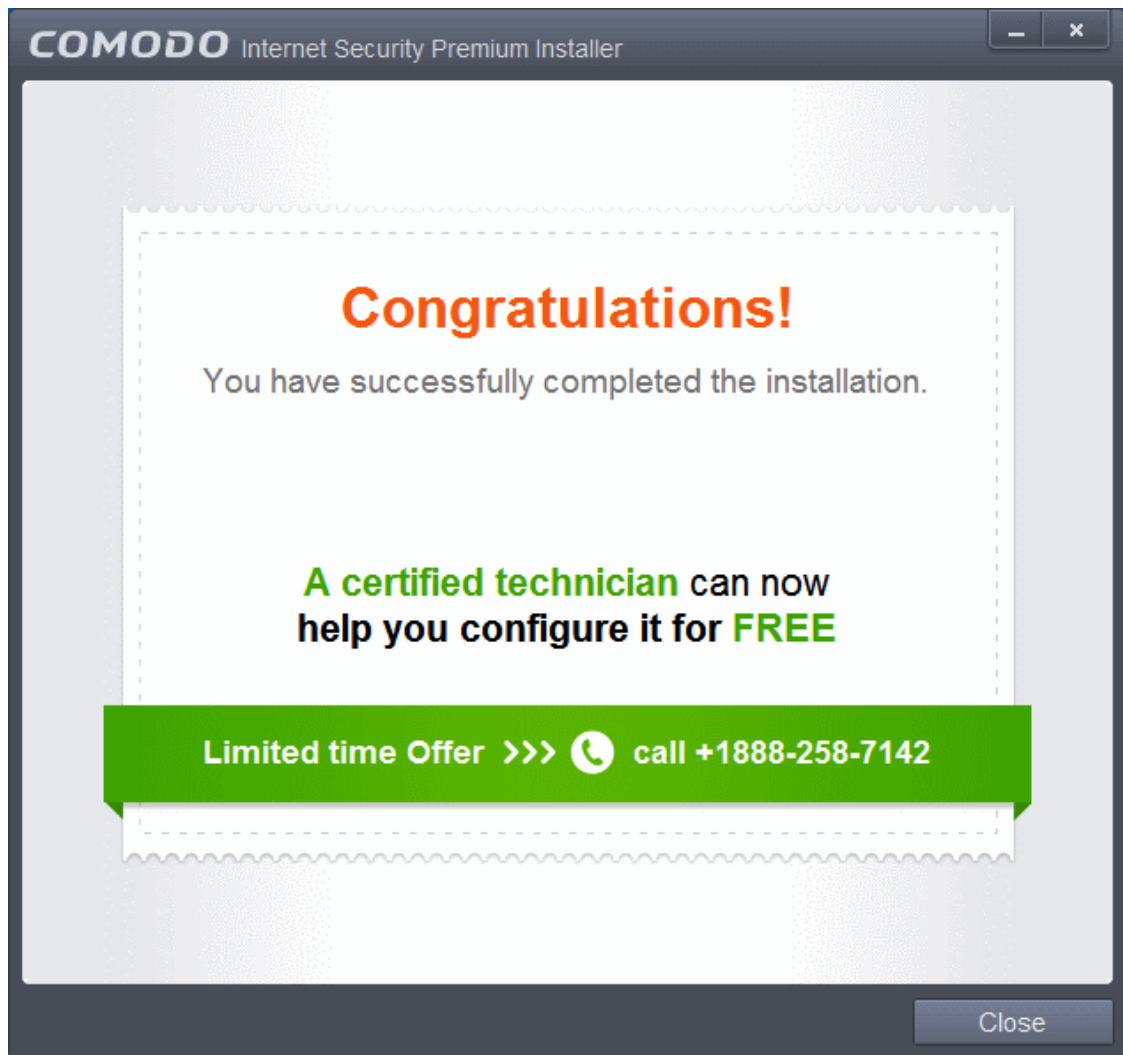 COMODO Internet Security Premium Installer
Congratulations!
You have successfully completed the installation.
A certified technician can now
help you configure it for FREE
Limited time Offer >>> call +1888-258-7142
Close